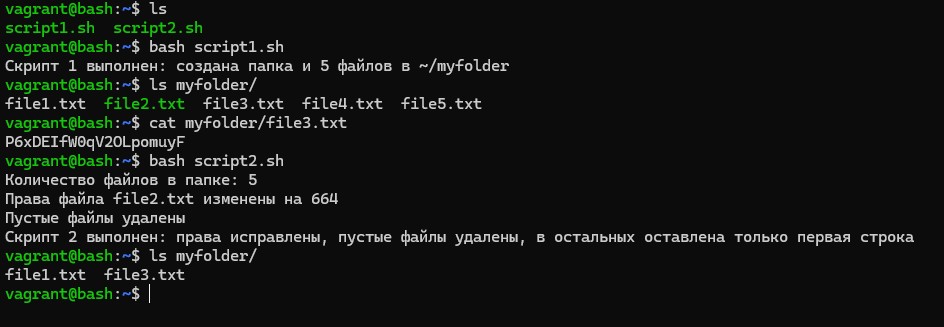 vagrant@bash:~$ ls
script1.sh  script2.sh
vagrant@bash:~$ bash script1.sh
Скрипт 1 выполнен: создана папка и 5 файлов в ~/myfolder
vagrant@bash:~$ ls myfolder/
file1.txt  file2.txt  file3.txt  file4.txt  file5.txt
vagrant@bash:~$ cat myfolder/file3.txt
P6xDEIfW0qV2OLpomuyF
vagrant@bash:~$ bash script2.sh
Количество файлов в папке: 5
Права файла file2.txt изменены на 664
Пустые файлы удалены
Скрипт 2 выполнен: права исправлены, пустые файлы удалены, в остальных оставлена только первая строка
vagrant@bash:~$ ls myfolder/
file1.txt  file3.txt
vagrant@bash:~$